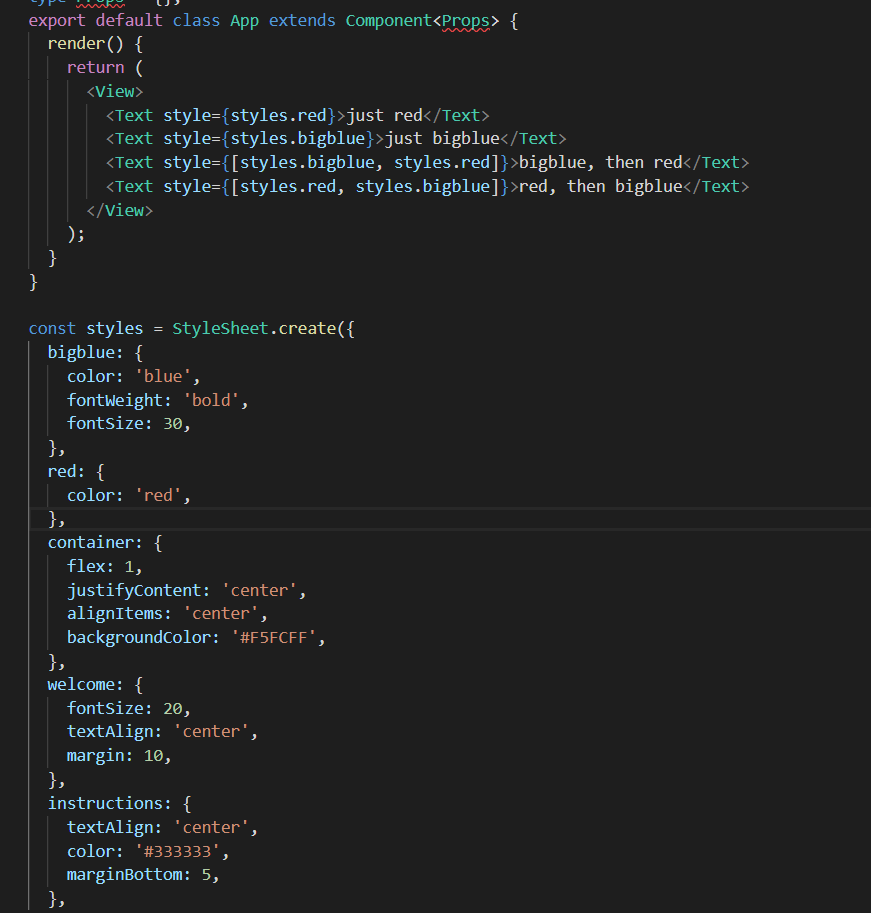 type Props = {};
export default class App extends Component<Props> {
  render() {
    return (
      <View>
        <Text style={styles.red}>just red</Text>
        <Text style={styles.bigblue}>just bigblue</Text>
        <Text style={[styles.bigblue, styles.red]}>bigblue, then red</Text>
        <Text style={[styles.red, styles.bigblue]}>red, then bigblue</Text>
      </View>
    );
  }
}

const styles = StyleSheet.create({
  bigblue: {
    color: 'blue',
    fontWeight: 'bold',
    fontSize: 30,
  },
  red: {
    color: 'red',
  },
  container: {
    flex: 1,
    justifyContent: 'center',
    alignItems: 'center',
    backgroundColor: '#F5FCFF',
  },
  welcome: {
    fontSize: 20,
    textAlign: 'center',
    margin: 10,
  },
  instructions: {
    textAlign: 'center',
    color: '#333333',
    marginBottom: 5,
  },